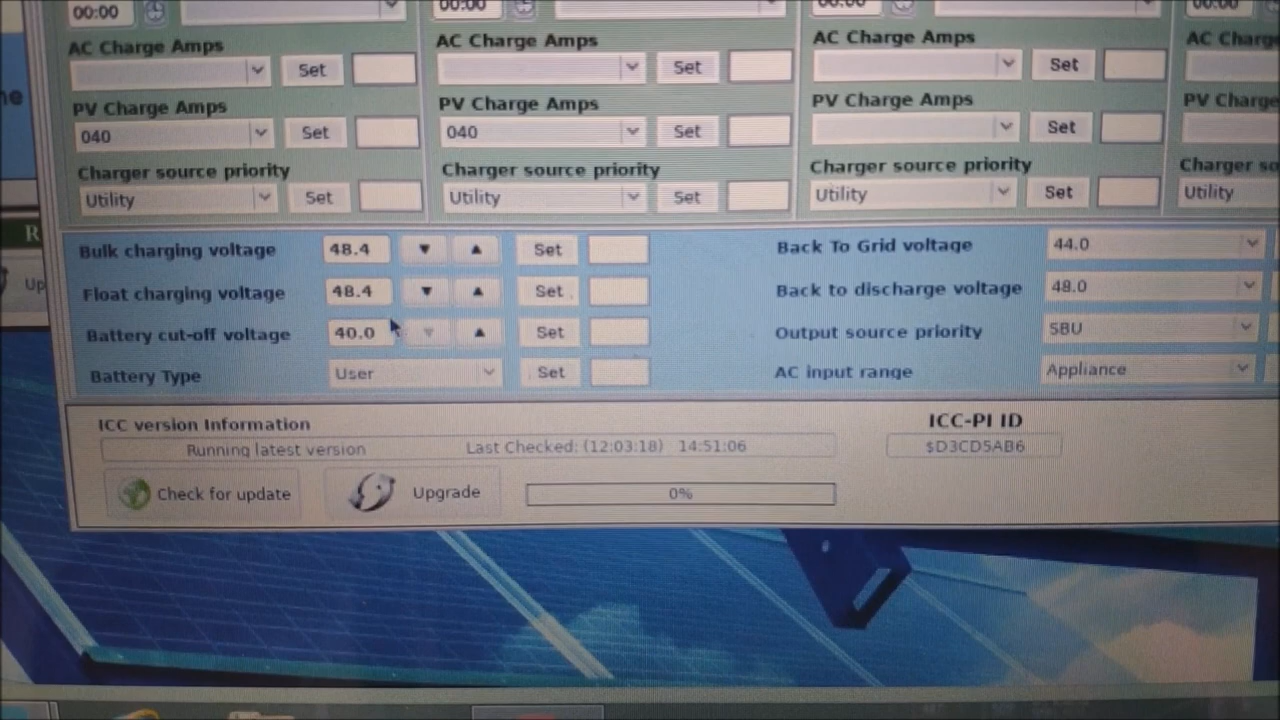 00:00 00:00 00:00 00:00
AC Charge Amps AC Charge Amps AC Charge Amps AC Charg
Set Set Set
PV Charge Amps PV Charge Amps PV Charge Amps PV Charge
040 Set 040 Set Set
Charger source priority Charger source priority Charger source priority Charger so
Utility Set Utility Set Utility Set Utility
Bulk charging voltage 48.4 Set Back To Grid voltage 44.0
Float charging voltage 48.4 Set Back to discharge voltage 48.0
Battery cut-off voltage 40.0 Set Output source priority SBU
Battery Type User Set AC input range Appliance
ICC version Information ICC-PI ID
Running latest version Last Checked: (12:03:18) 14:51:06 $D3CD5AB6
Check for update Upgrade 0%
ne
R
Up